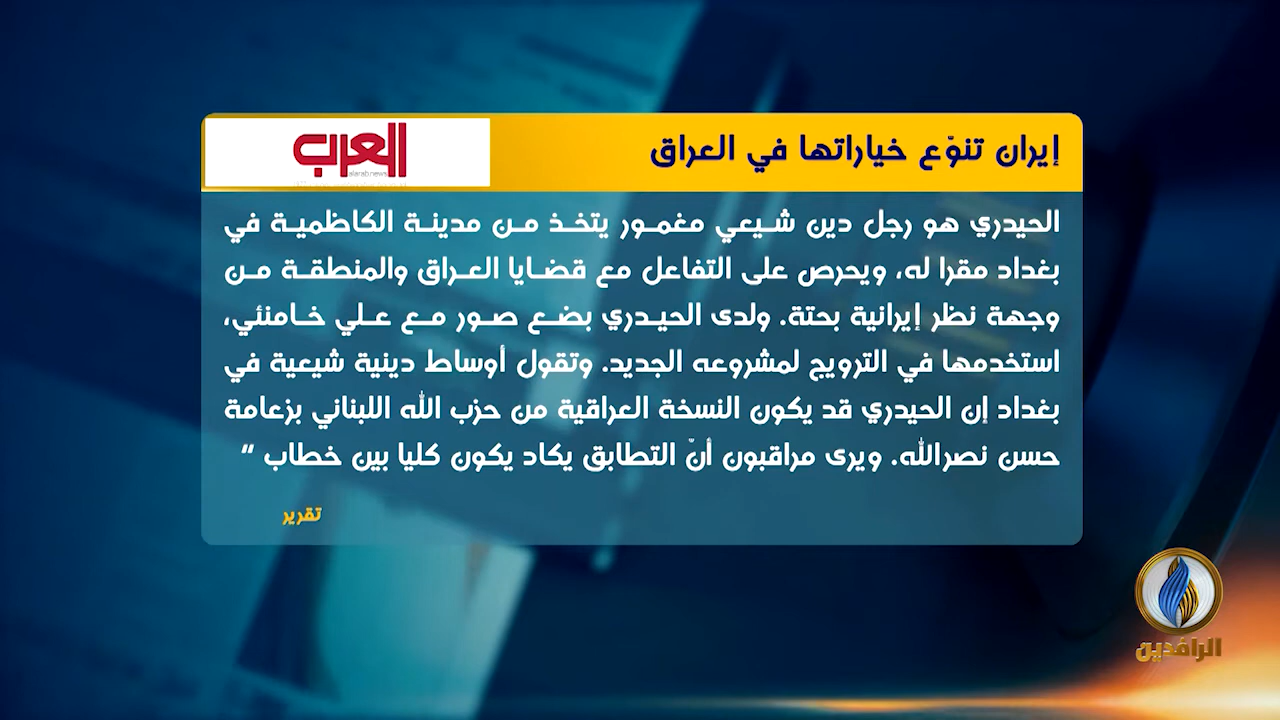 إيران تنوّع خياراتها في العراق
العرب
alarab.news
الحيدري هو رجل دين شيعي مغمور يتخذ من مدينة الكاظمية في
بغداد مقرا له، ويحرص على التفاعل مع قضايا العراق والمنطقة من
وجهة نظر إيرانية بحتة. ولدى الحيدري بضع صور مع علي خامنئي،
استخدمها في الترويج لمشروعه الجديد. وتقول أوساط دينية شيعية في
بغداد إن الحيدري قد يكون النسخة العراقية من حزب الله اللبناني بزعامة
حسن نصرالله. ويرى مراقبون أنّ التطابق يكاد يكون كليا بين خطاب “
تقرير
الرافدين